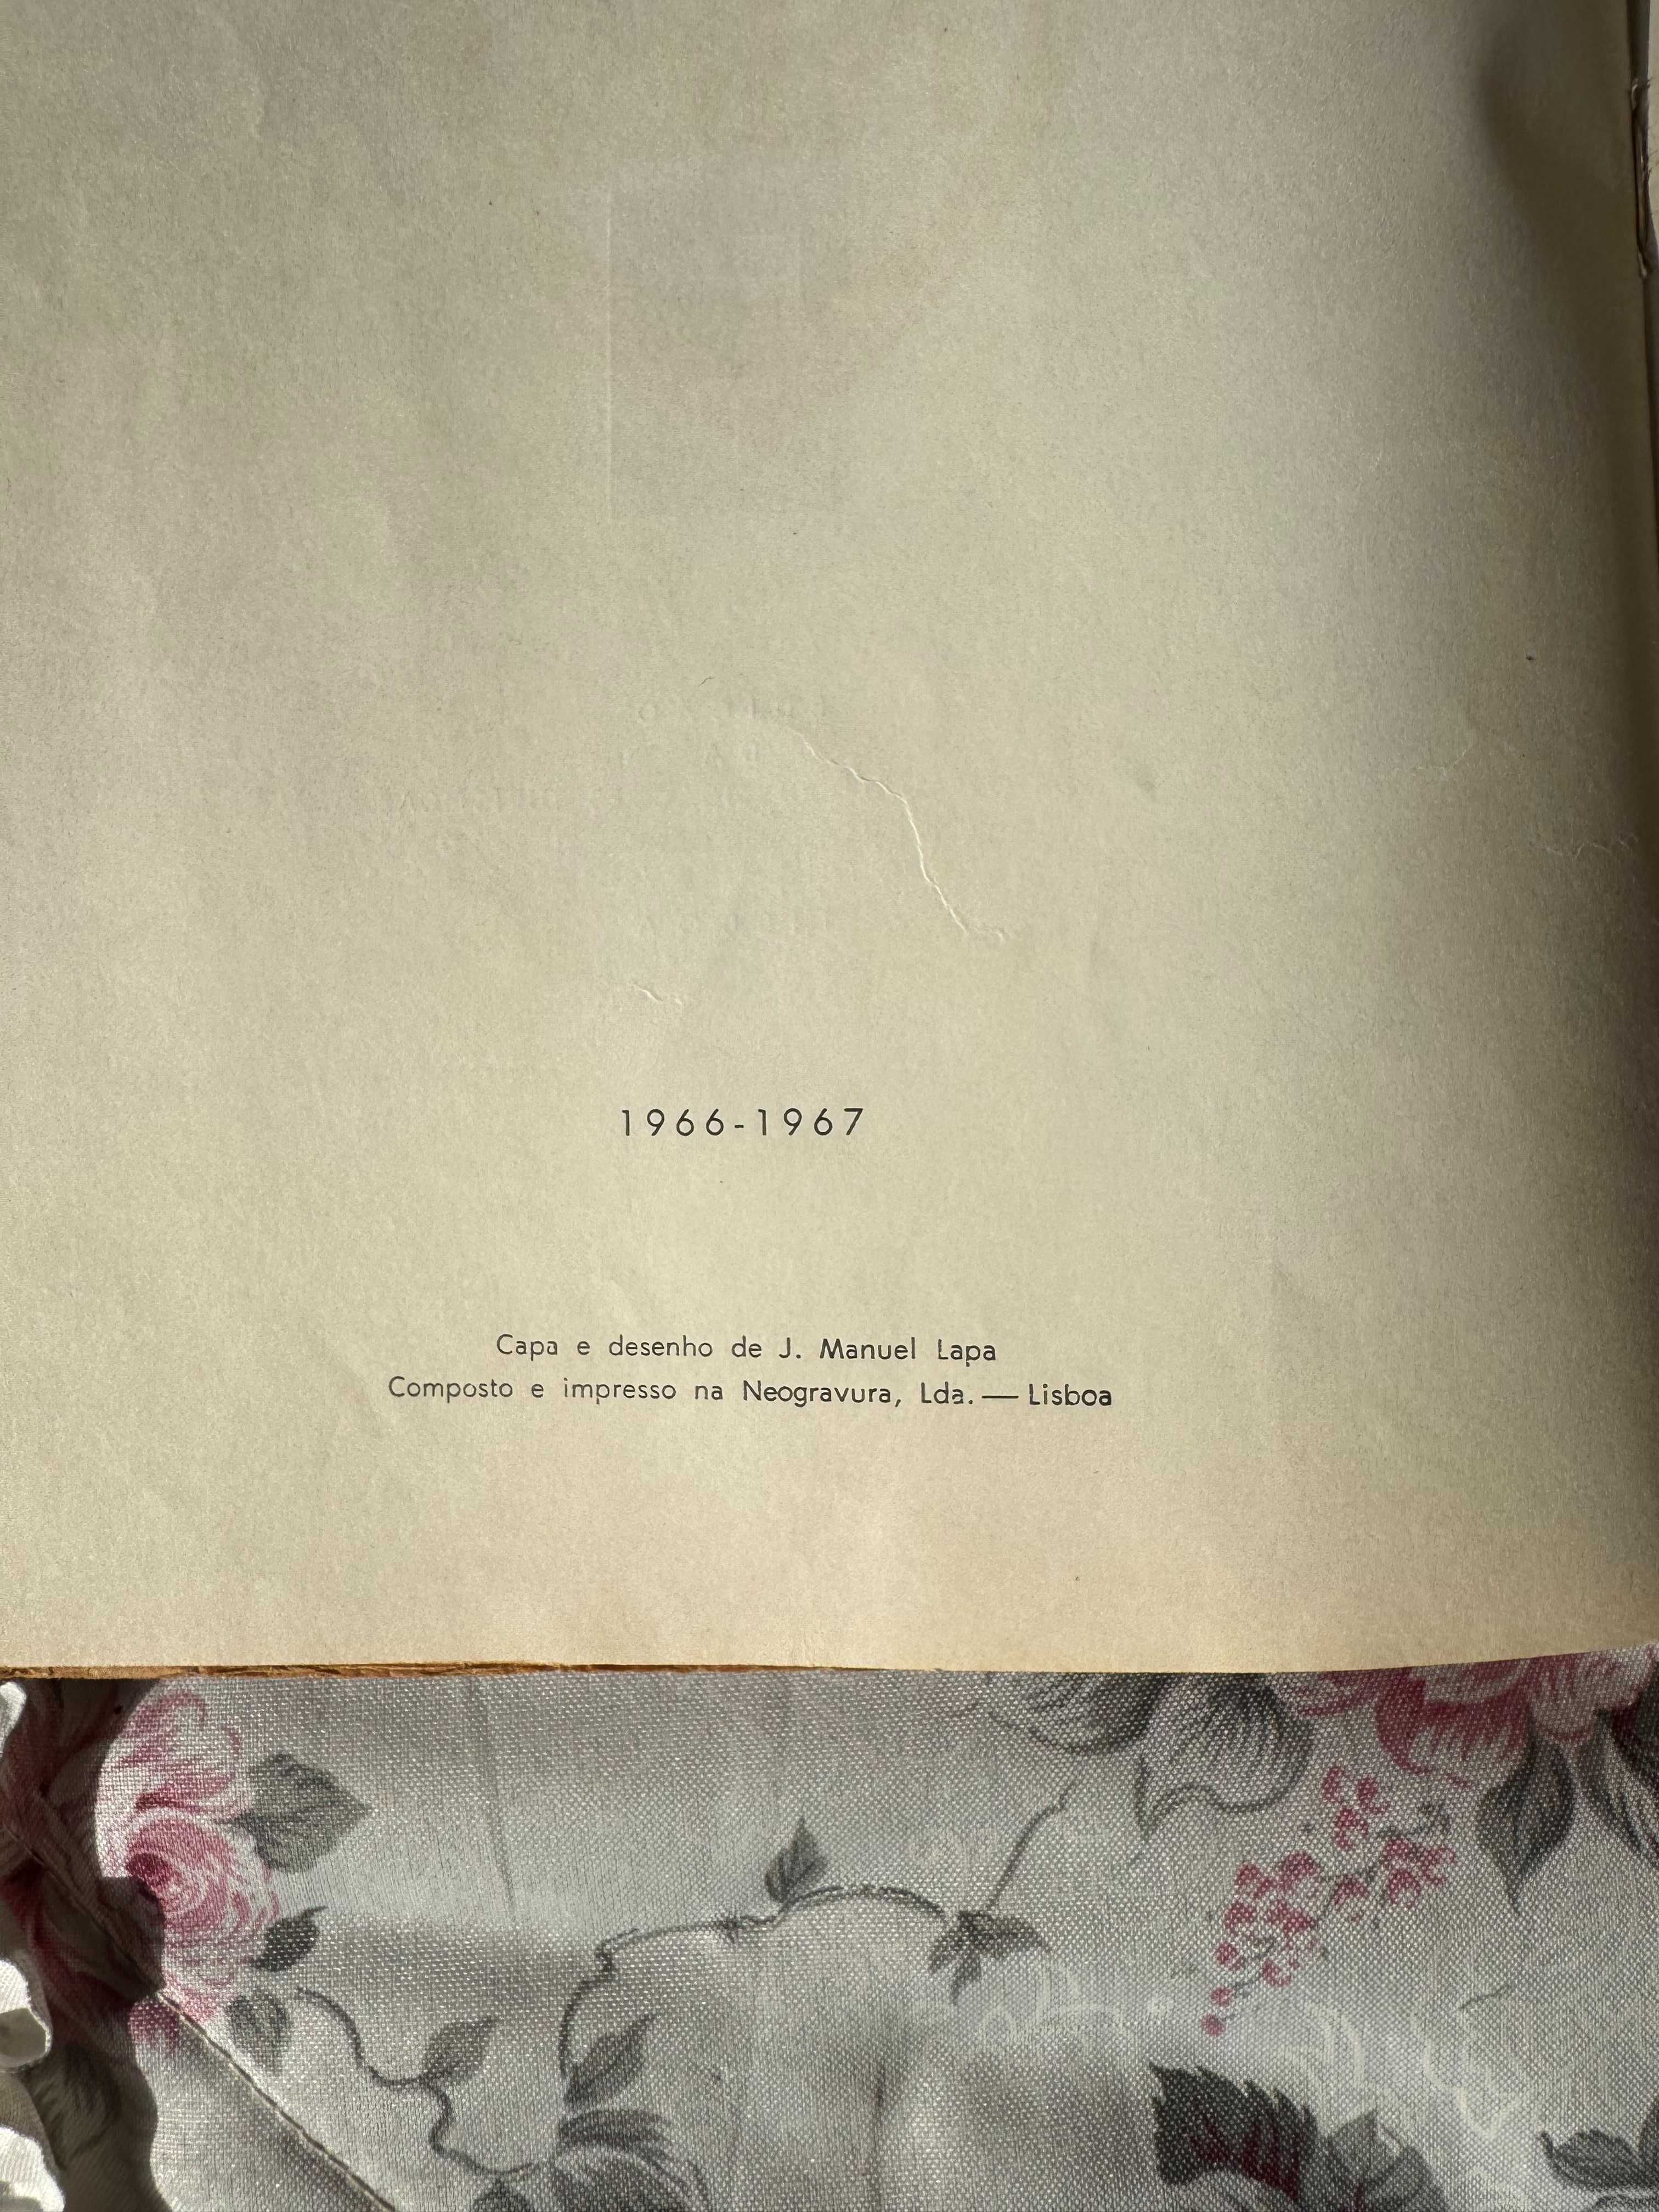 1966-1967
Capa e desenho de J. Manuel Lapa
Composto e impresso na Neogravura, Lda. — Lisboa